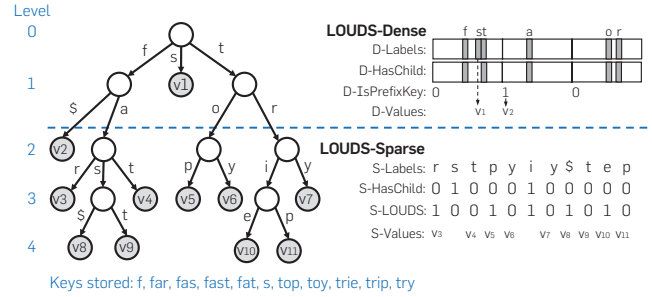 Level
0
1
2
3
4
f
s
t
v1
$
a
o
r
v2
r
s
t
p
y
i
y
v3
v4
v5
v6
v7
$
t
e
p
v8
v9
v10
v11
LOUDS-Dense
f st a o r
D-Labels:
D-HasChild:
D-IsPrefixKey: 0 1 0
D-Values: v1 v2
LOUDS-Sparse
S-Labels: r s t p y i y $ t e p
S-HasChild: 0 1 0 0 0 1 0 0 0 0 0
S-LOUDS: 1 0 0 1 0 1 0 1 0 1 0
S-Values: v3 v4 v5 v6 v7 v8 v9 v10 v11
Keys stored: f, far, fas, fast, fat, s, top, toy, trie, trip, try